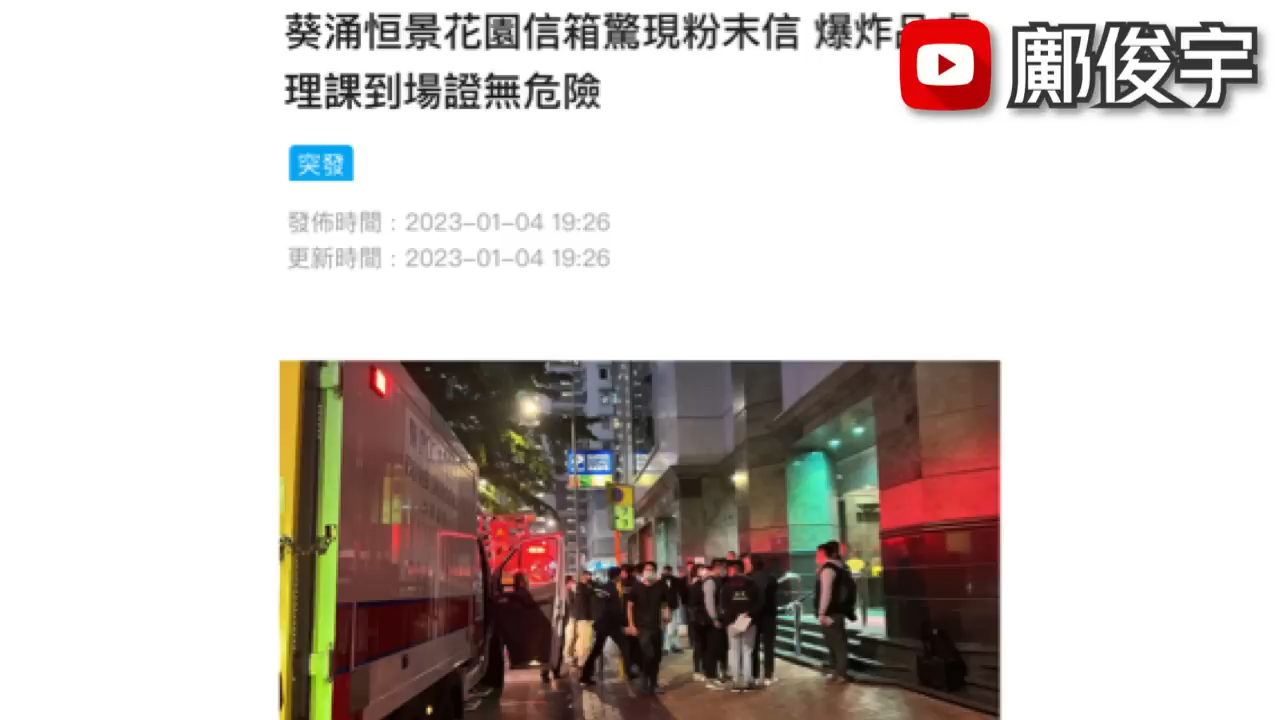 葵涌恒景花園信箱驚現粉末信 爆炸品處
鄺俊宇
理課到場證無危險
突發
發佈時間：2023-01-04 19:26
更新時間：2023-01-04 19:26